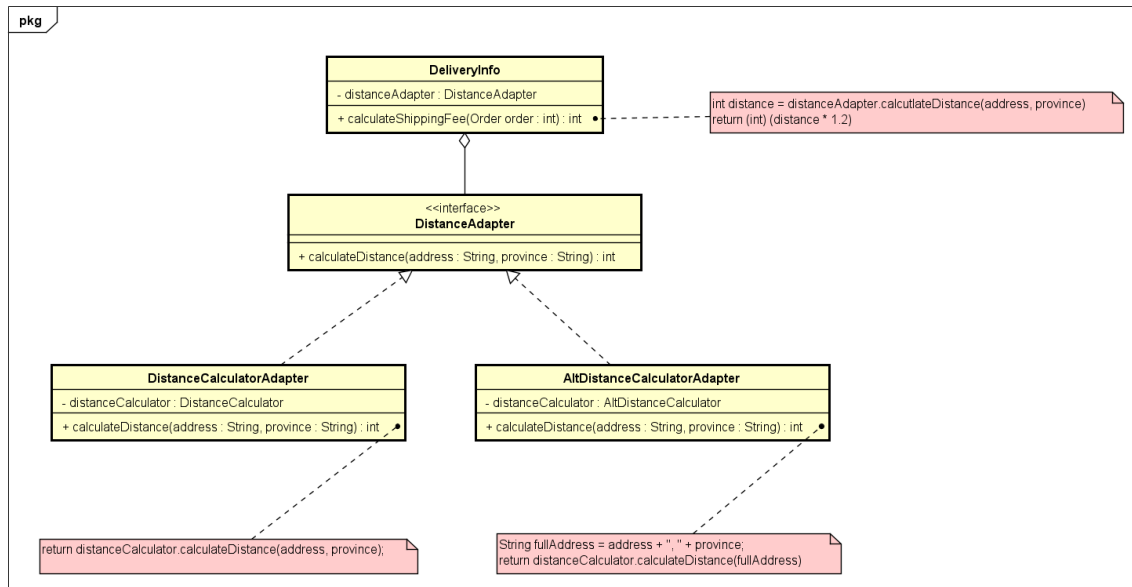 pkg
DeliveryInfo
- distanceAdapter : DistanceAdapter
+ calculateShippingFee(Order order : int) : int
int distance = distanceAdapter.calcutlateDistance(address, province)
return (int) (distance * 1.2)
<<interface>>
DistanceAdapter
+ calculateDistance(address : String, province : String) : int
DistanceCalculatorAdapter
- distanceCalculator : DistanceCalculator
+ calculateDistance(address : String, province : String) : int
AltDistanceCalculatorAdapter
- distanceCalculator : AltDistanceCalculator
+ calculateDistance(address : String, province : String) : int
return distanceCalculator.calculateDistance(address, province);
String fullAddress = address + ", " + province;
return distanceCalculator.calculateDistance(fullAddress)